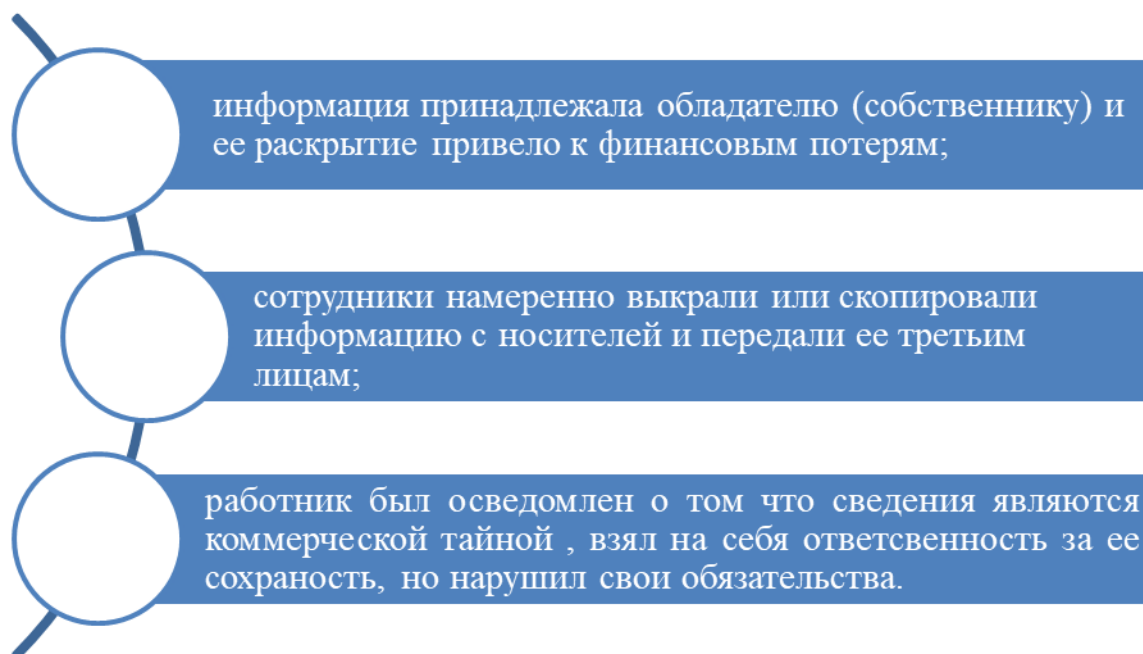 информация принадлежала обладателю (собственнику) и
ее раскрытие привело к финансовым потерям;
сотрудники намеренно выкрали или скопировали
информацию с носителей и передали ее третьим
лицам;
работник был осведомлен о том что сведения являются
коммерческой тайной , взял на себя ответсвенность за ее
сохраность, но нарушил свои обязательства.